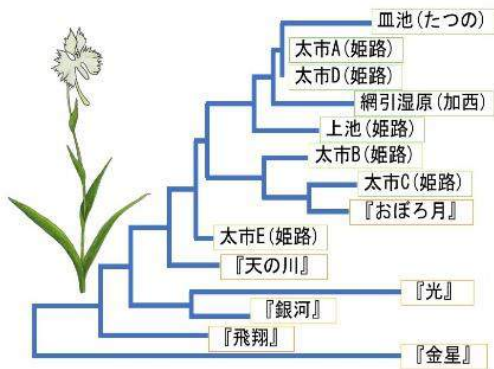 皿池(たつの)
太市A(姫路)
太市D(姫路)
網引湿原(加西)
上池(姫路)
太市B(姫路)
太市C(姫路)
『おぼろ月』
太市E(姫路)
『天の川』
『光』
『銀河』
『飛翔』
『金星』